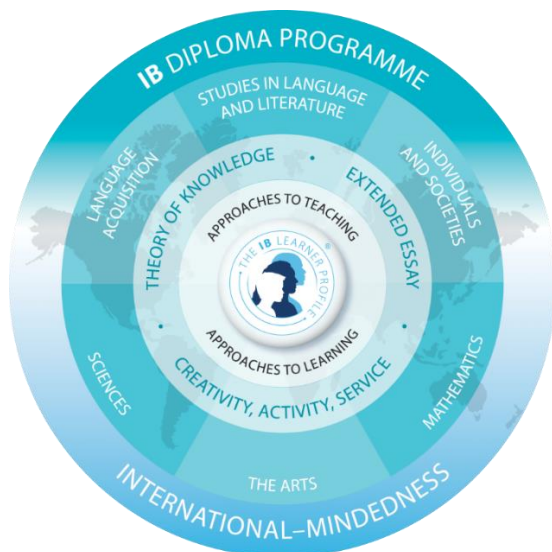 IB DIPLOMA PROGRAMME
STUDIES IN LANGUAGE
AND LITERATURE
LANGUAGE
ACQUISITION
INDIVIDUALS
AND SOCIETIES
THEORY OF KNOWLEDGE
•
EXTENDED ESSAY
•
CREATIVITY, ACTIVITY, SERVICE
•
APPROACHES TO TEACHING
THE IB LEARNER PROFILE
®
APPROACHES TO LEARNING
SCIENCES
MATHEMATICS
THE ARTS
INTERNATIONAL–MINDEDNESS